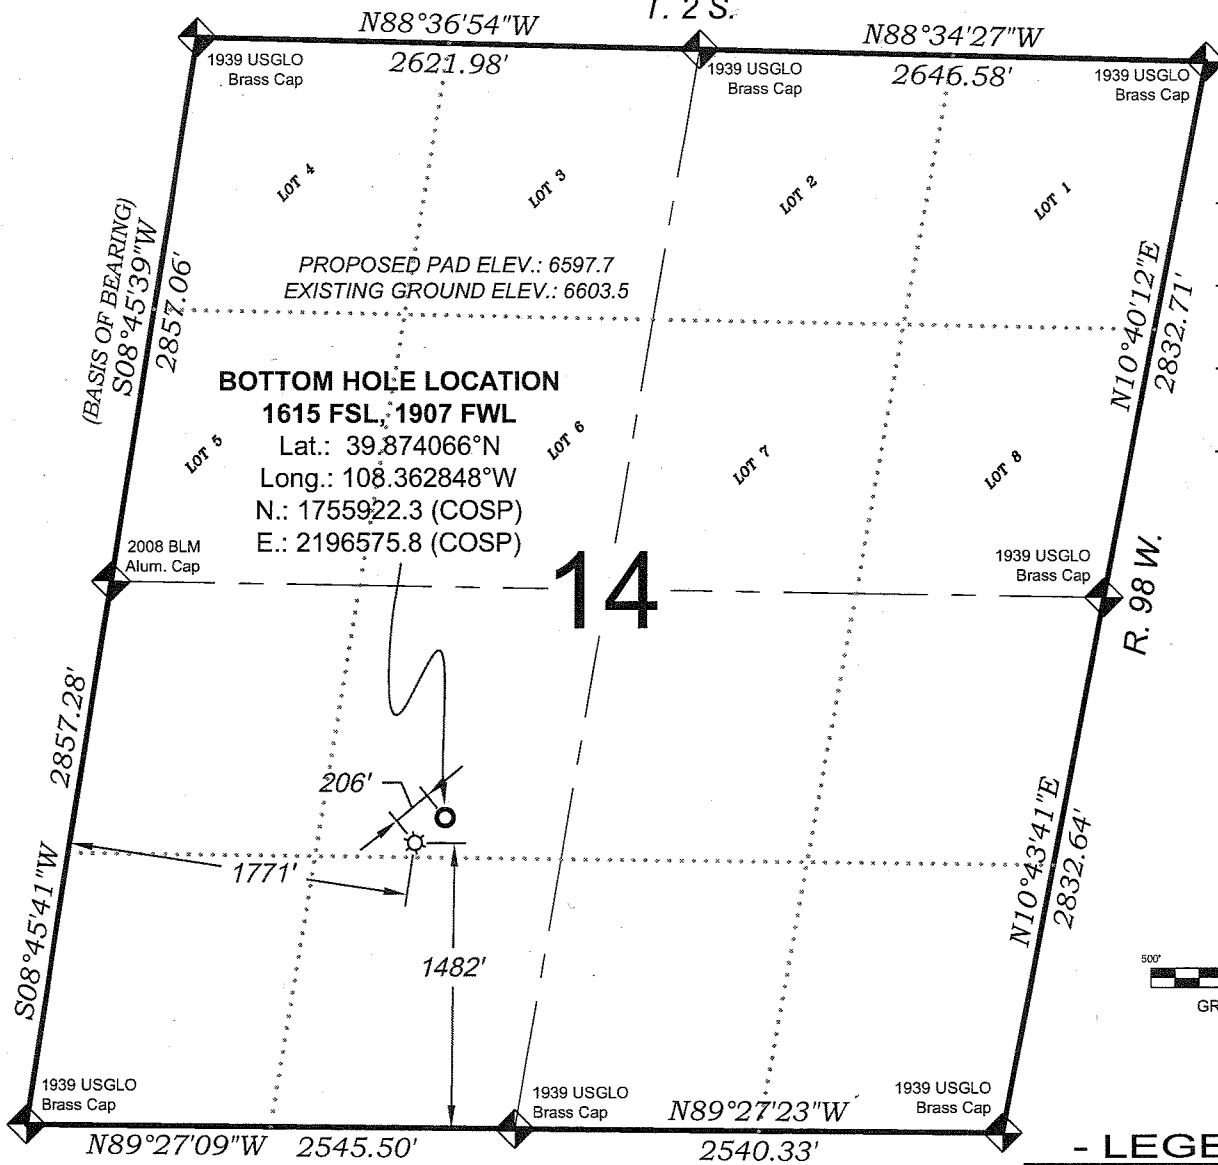 T. 2 S.
N88°36'54"W
2621.98'
N88°34'27"W
2646.58'
1939 USGLO
Brass Cap
1939 USGLO
Brass Cap
1939 USGLO
Brass Cap
LOT 4
LOT 3
LOT 2
LOT 1
(BASIS OF BEARING)
S08°45'39"W
2857.06'
PROPOSED PAD ELEV.: 6597.7
EXISTING GROUND ELEV.: 6603.5
N10°40'12"E
2832.71'
BOTTOM HOLE LOCATION
1615 FSL, 1907 FWL
Lat.: 39.874066°N
Long.: 108.362848°W
N.: 1755922.3 (COSP)
E.: 2196575.8 (COSP)
LOT 5
LOT 6
LOT 7
LOT 8
2008 BLM
Alum. Cap
14
1939 USGLO
Brass Cap
R. 98 W.
2857.28'
S08°45'41"W
206'
1771'
1482'
N10°43'41"E
2832.64'
500'
GR
1939 USGLO
Brass Cap
1939 USGLO
Brass Cap
1939 USGLO
Brass Cap
N89°27'09"W 2545.50'
N89°27'23"W
2540.33'
- LEGE